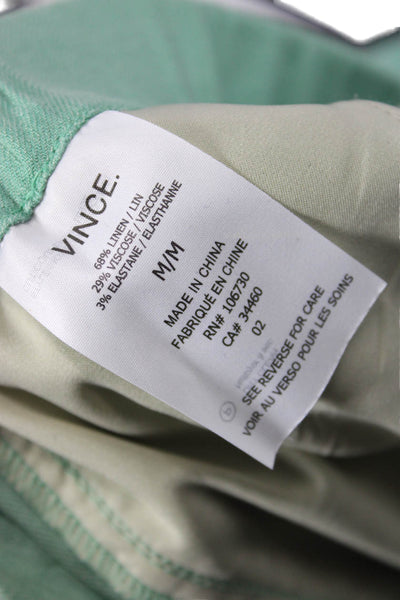 VINCE.
68% LINEN / LIN
29% VISCOSE / VISCOSE
3% ELASTANE / ELASTHANNE
M/M
MADE IN CHINA
FABRIQUÉ EN CHINE
RN# 106730
CA# 34460
02
SEE REVERSE FOR CARE
VOIR AU VERSO POUR LES SOINS